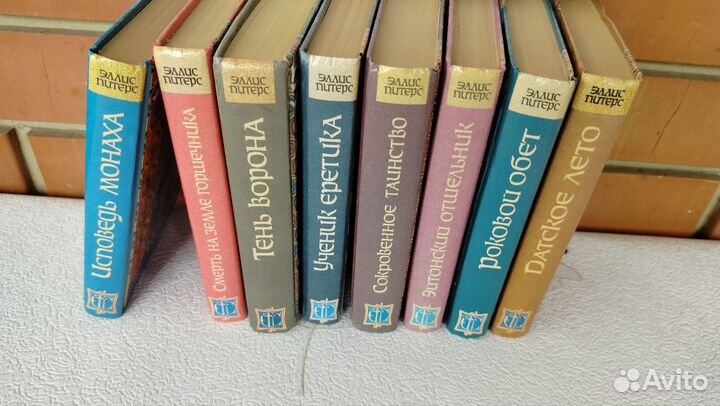 ЭЛЛИС
ПИТЕРС
Исповедь монаха
ЭЛЛИС
ПИТЕРС
Смерть на земле горшечника
ЭЛЛИС
ПИТЕРС
Тень ворона
ЭЛЛИС
ПИТЕРС
Ученик еретика
ЭЛЛИС
ПИТЕРС
Сокровенное таинство
ЭЛЛИС
ПИТЕРС
Эйтонский отшельник
ЭЛЛИС
ПИТЕРС
Роковой обет
ЭЛЛИС
ПИТЕРС
Датское лето
Avito